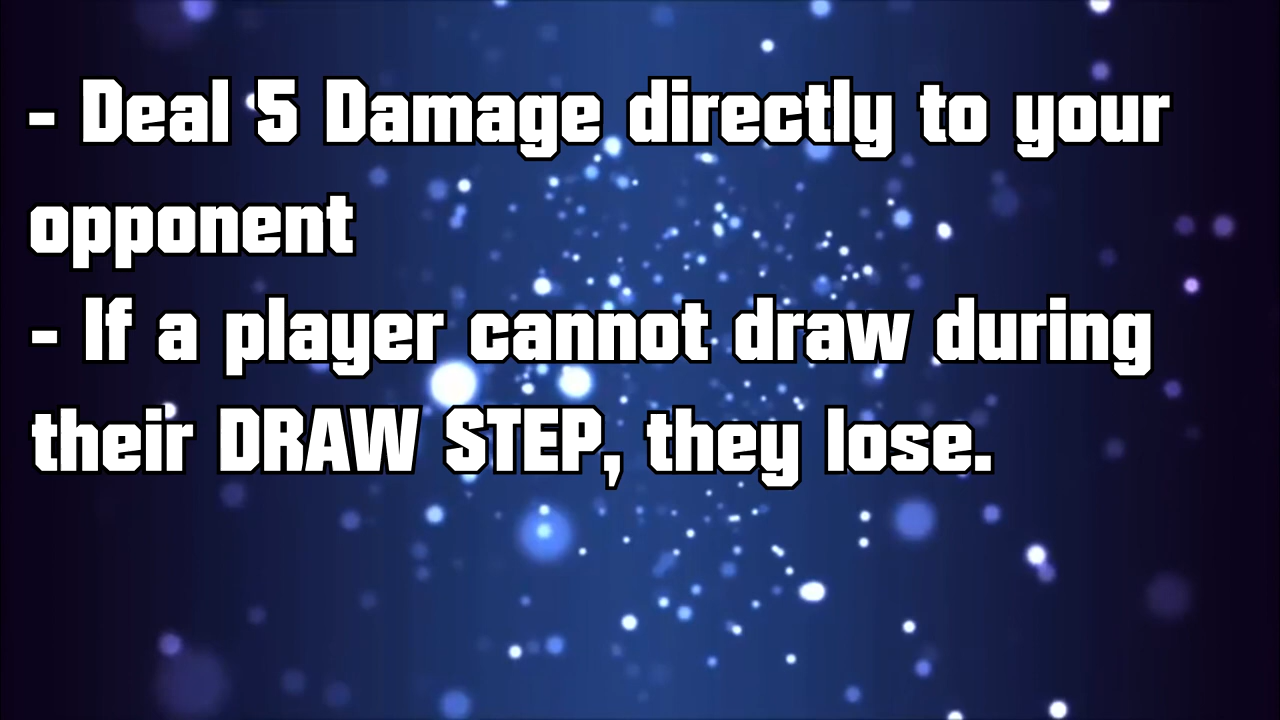 - Deal 5 Damage directly to your
opponent
- If a player cannot draw during
their DRAW STEP, they lose.